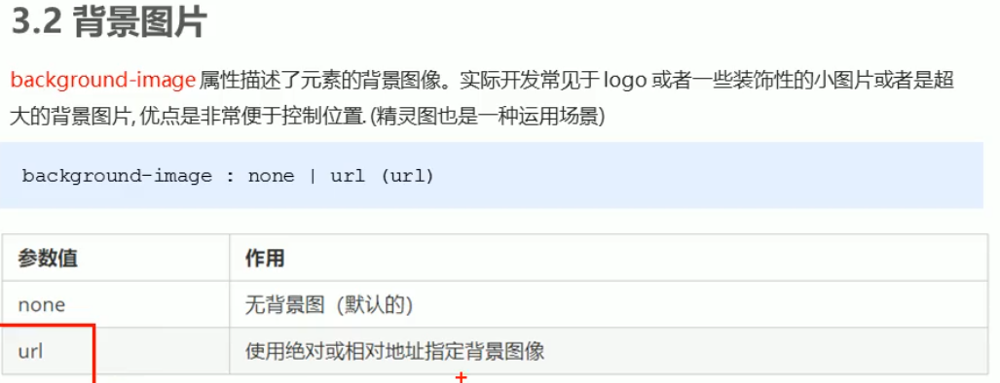 3.2 背景图片
background-image 属性描述了元素的背景图像。实际开发常见于 logo 或者一些装饰性的小图片或者是超
大的背景图片, 优点是非常便于控制位置. (精灵图也是一种运用场景)
background-image : none | url (url)
参数值 作用
none 无背景图（默认的）
url 使用绝对或相对地址指定背景图像